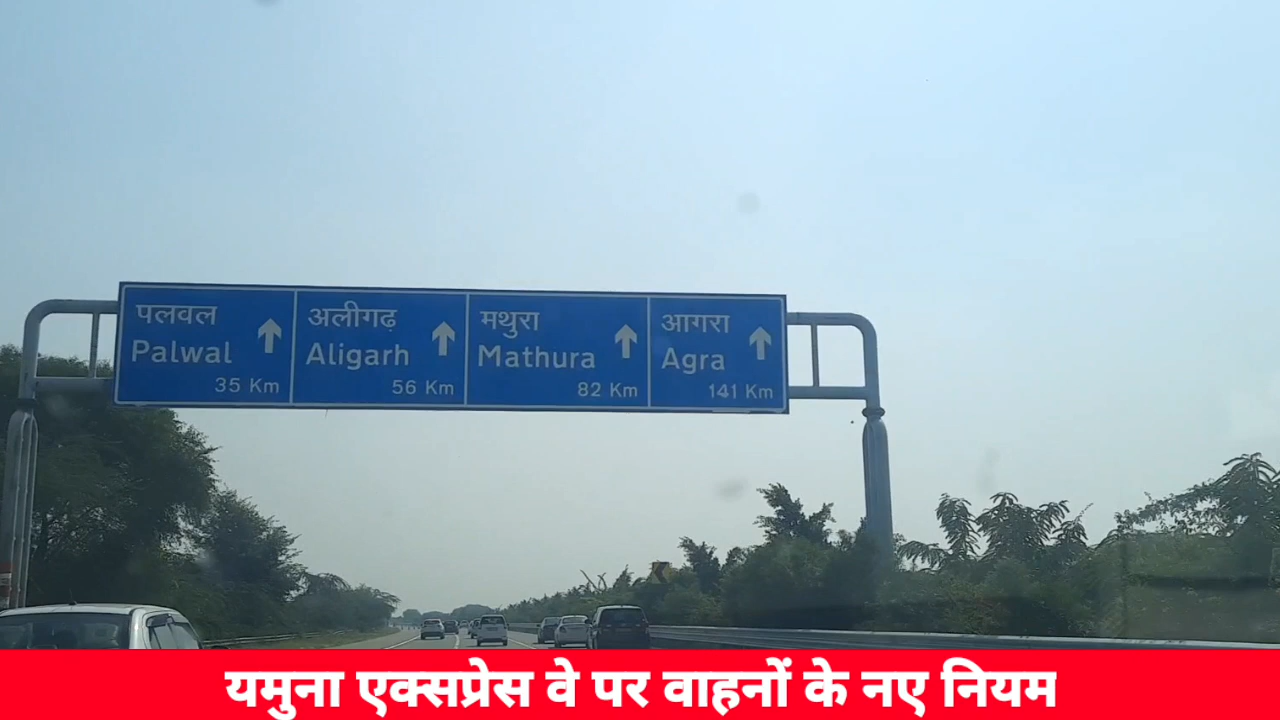 पलवल
Palwal
35 Km
अलीगढ़
Aligarh
56 Km
मथुरा
Mathura
82 Km
आगरा
Agra
141 Km
यमुना एक्सप्रेस वे पर वाहनों के नए नियम